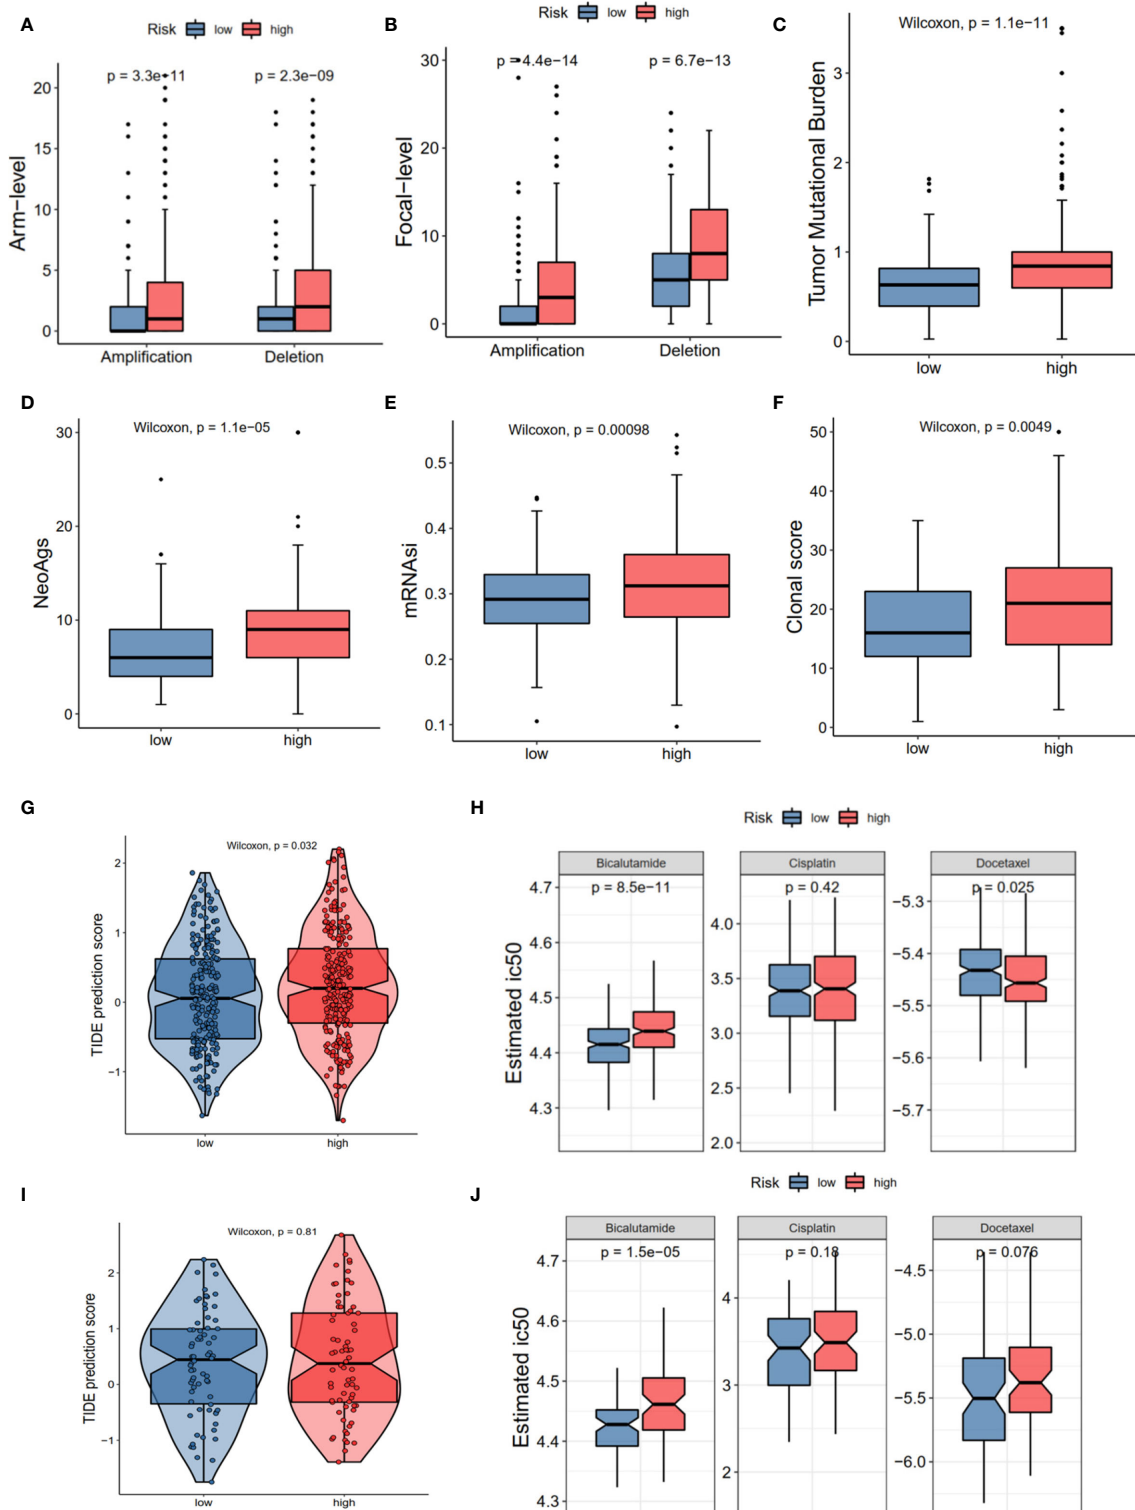 A
Risk low high
p = 3.3e−11 p = 2.3e−09
Arm−level
20
15
10
5
0
Amplification Deletion
B
Risk low high
p = 4.4e−14 p = 6.7e−13
Focal−level
30
20
10
0
Amplification Deletion
C
Wilcoxon, p = 1.1e−11
Tumor Mutational Burden
3
2
1
0
low high
D
Wilcoxon, p = 1.1e−05
NeoAgs
30
20
10
0
low high
E
Wilcoxon, p = 0.00098
mRNAsi
0.5
0.4
0.3
0.2
0.1
low high
F
Wilcoxon, p = 0.0049
Clonal score
50
40
30
20
10
0
low high
G
Wilcoxon, p = 0.032
TIDE prediction score
2
1
0
−1
low high
H
Risk low high
Bicalutamide Cisplatin Docetaxel
p = 8.5e−11 p = 0.42 p = 0.025
Estimated ic50
4.7
4.6
4.5
4.4
4.3
4.0
3.5
3.0
2.5
2.0
−5.3
−5.4
−5.5
−5.6
−5.7
I
Wilcoxon, p = 0.81
TIDE prediction score
2
1
0
−1
low high
J
Risk low high
Bicalutamide Cisplatin Docetaxel
p = 1.5e−05 p = 0.18 p = 0.076
Estimated ic50
4.7
4.6
4.5
4.4
4.3
4
3
2
−4.5
−5.0
−5.5
−6.0